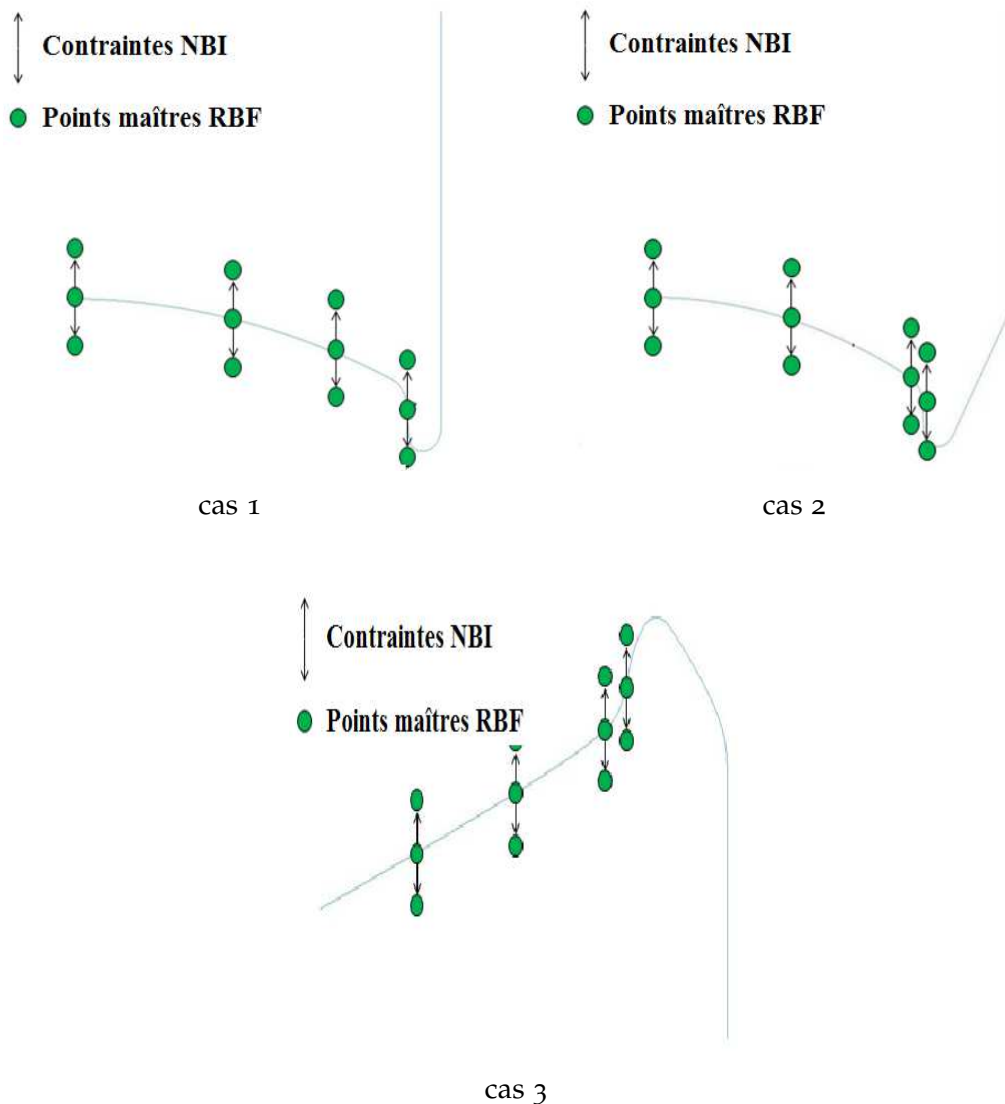 Contraintes NBI
Points maîtres RBF
cas 1
Contraintes NBI
Points maîtres RBF
cas 2
Contraintes NBI
Points maîtres RBF
cas 3